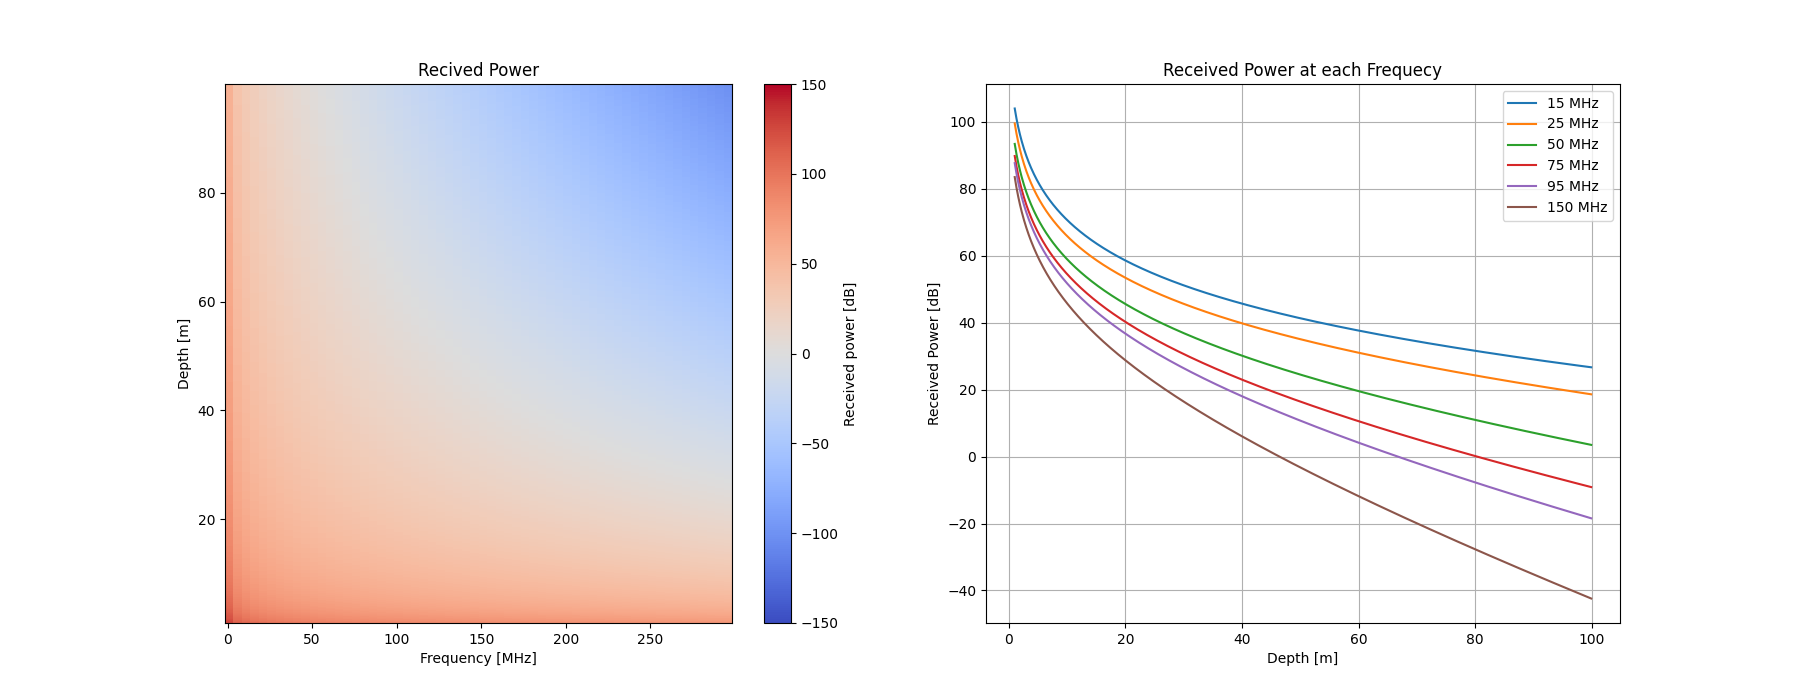 Recived Power
Depth [m]
80
60
40
20
0
50
100
150
200
250
Frequency [MHz]
150
100
50
0
−50
−100
−150
Received power [dB]
Received Power at each Frequecy
Received Power [dB]
100
80
60
40
20
0
−20
−40
0
20
40
60
80
100
Depth [m]
15 MHz
25 MHz
50 MHz
75 MHz
95 MHz
150 MHz